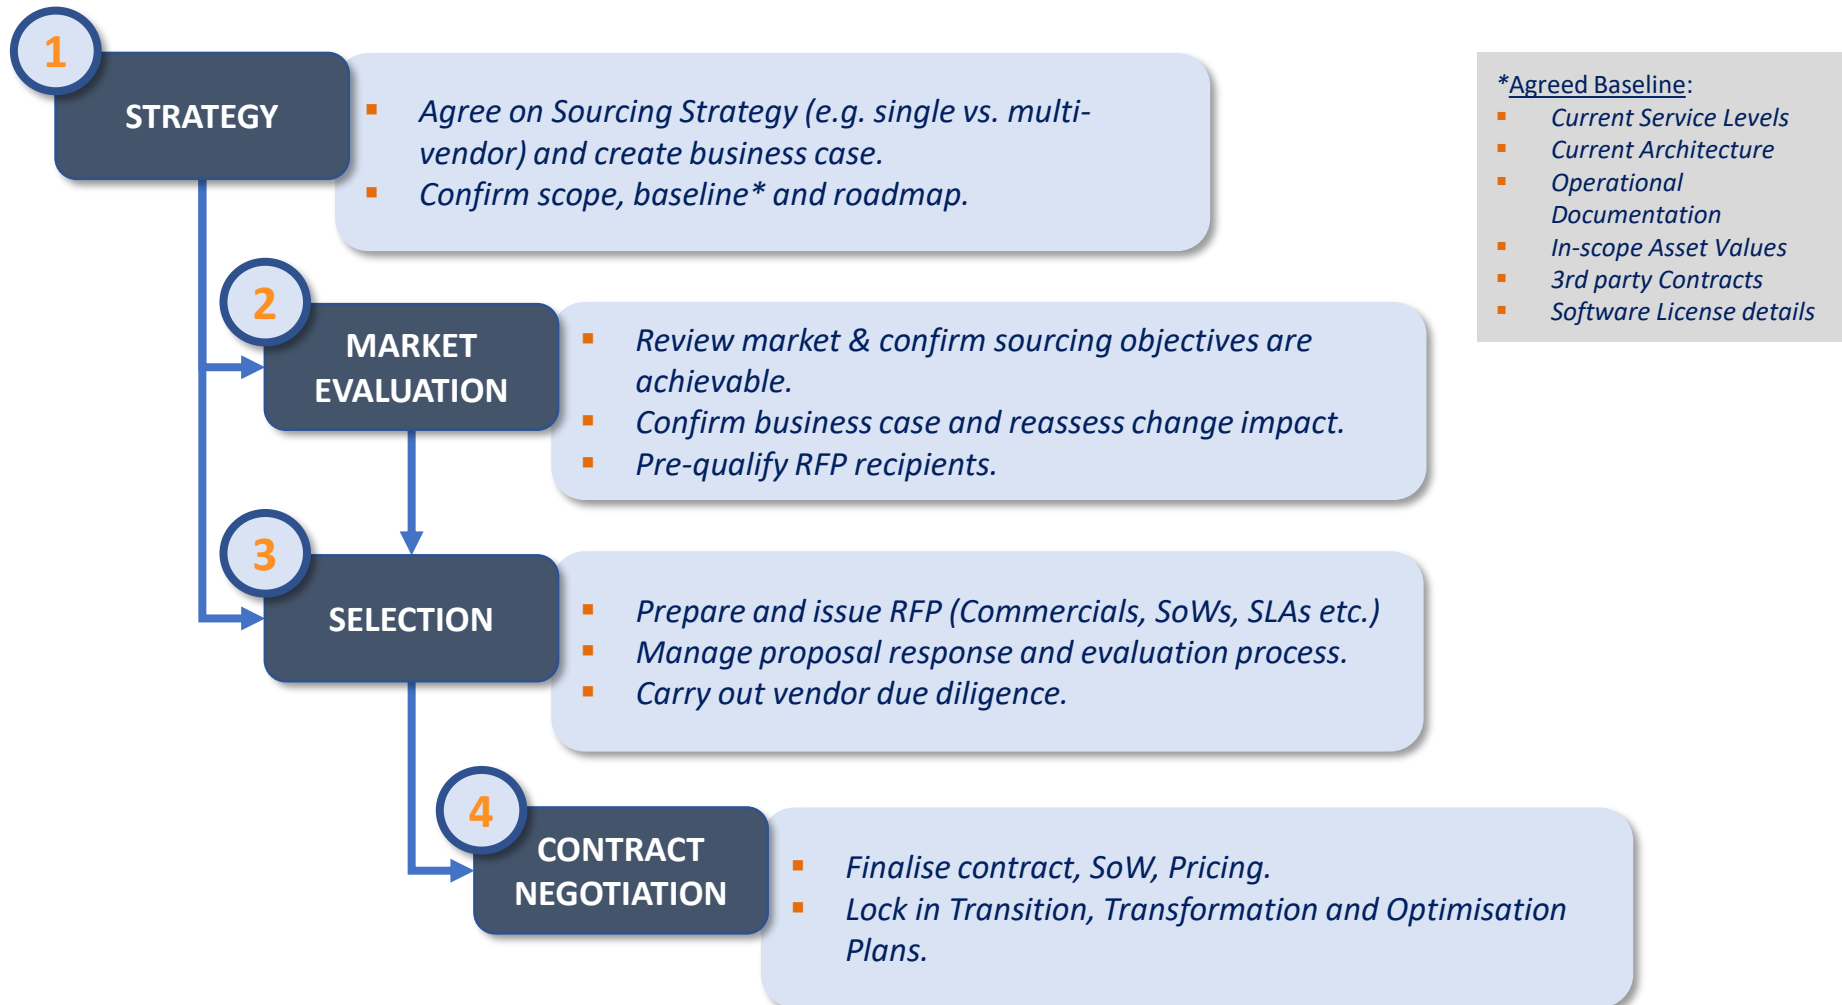 1
STRATEGY
▪ Agree on Sourcing Strategy (e.g. single vs. multi-
vendor) and create business case.
▪ Confirm scope, baseline* and roadmap.
*Agreed Baseline:
▪ Current Service Levels
▪ Current Architecture
▪ Operational
Documentation
▪ In-scope Asset Values
▪ 3rd party Contracts
▪ Software License details
2
MARKET
EVALUATION
▪ Review market & confirm sourcing objectives are
achievable.
▪ Confirm business case and reassess change impact.
▪ Pre-qualify RFP recipients.
3
SELECTION
▪ Prepare and issue RFP (Commercials, SoWs, SLAs etc.)
▪ Manage proposal response and evaluation process.
▪ Carry out vendor due diligence.
4
CONTRACT
NEGOTIATION
▪ Finalise contract, SoW, Pricing.
▪ Lock in Transition, Transformation and Optimisation
Plans.